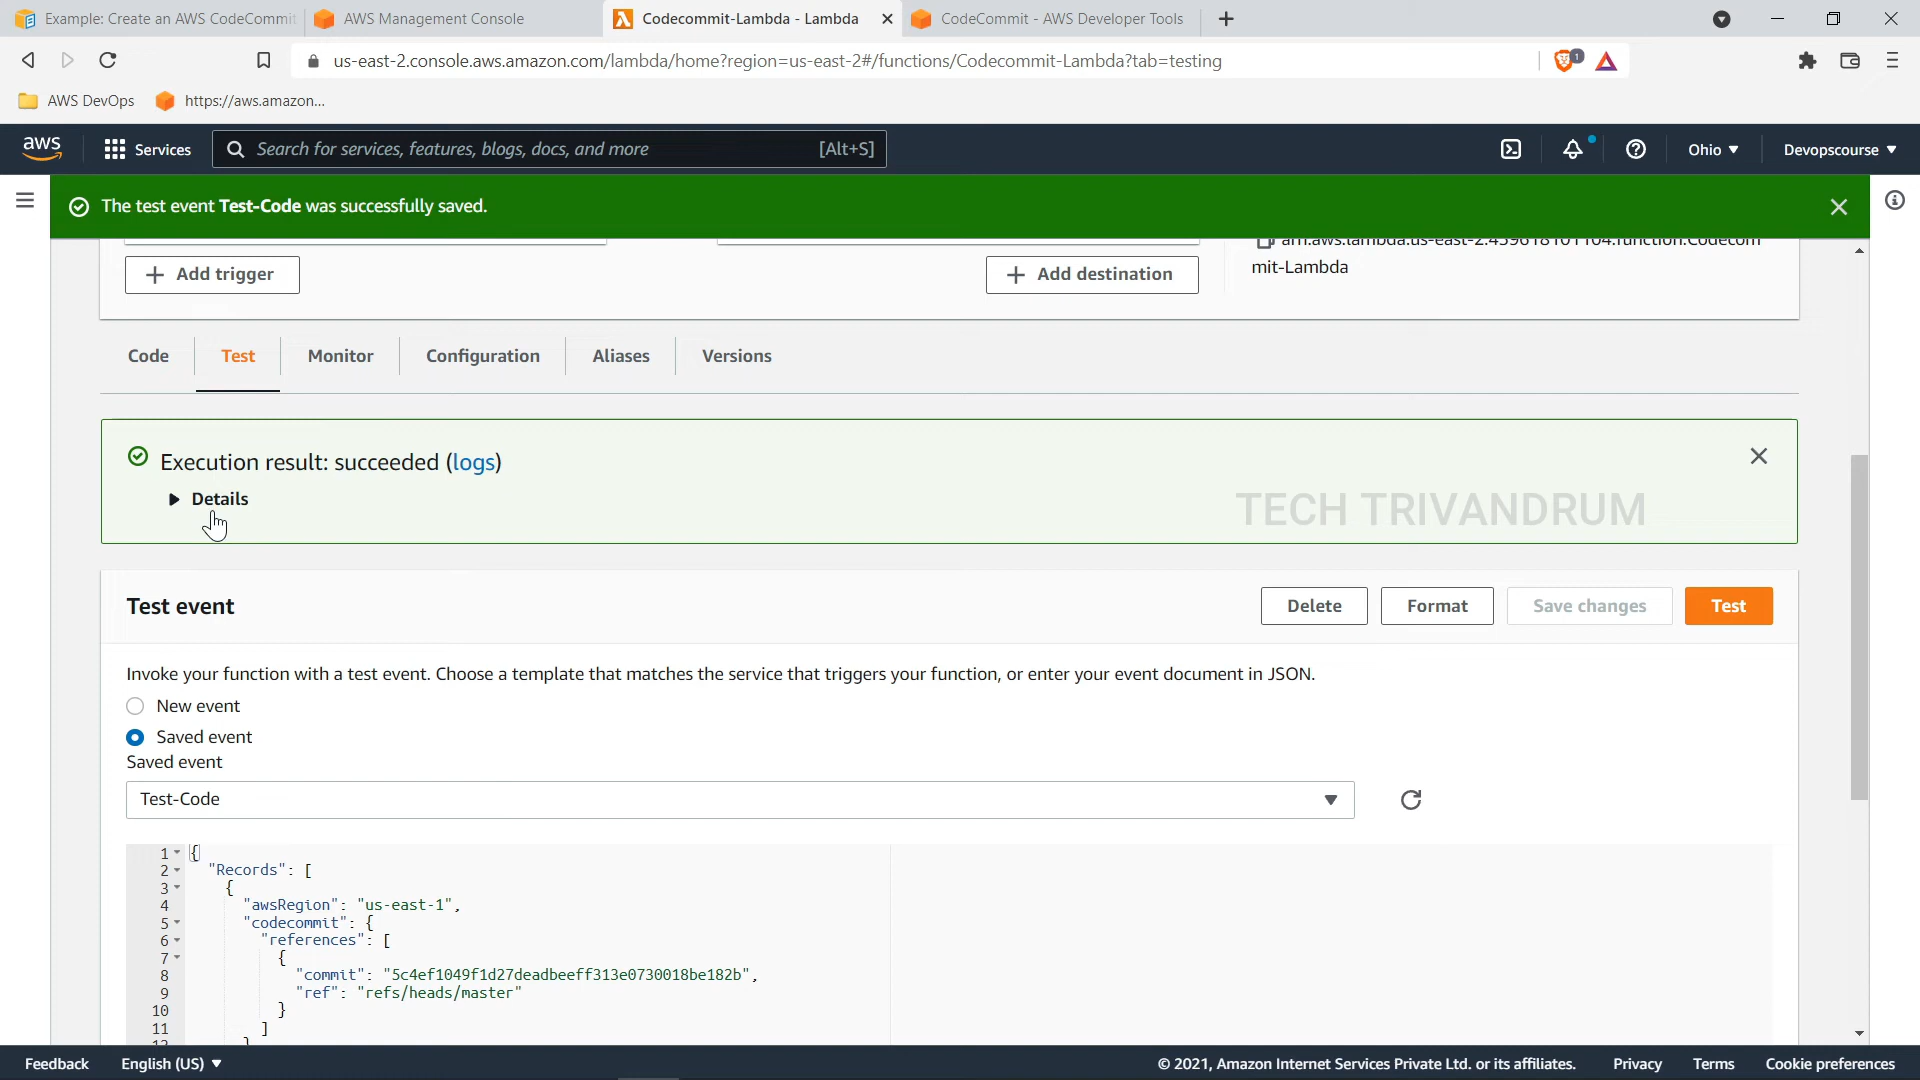 Example: Create an AWS CodeCommit
AWS Management Console
Codecommit-Lambda - Lambda
CodeCommit - AWS Developer Tools
us-east-2.console.aws.amazon.com/lambda/home?region=us-east-2#/functions/Codecommit-Lambda?tab=testing
1
AWS DevOps
https://aws.amazon...
aws
Services
Search for services, features, blogs, docs, and more
[Alt+S]
Ohio
Devopscourse
The test event Test-Code was successfully saved.
mit-Lambda
Add trigger
Add destination
Code
Test
Monitor
Configuration
Aliases
Versions
Execution result: succeeded (logs)
Details
TECH TRIVANDRUM
Test event
Delete
Format
Save changes
Test
Invoke your function with a test event. Choose a template that matches the service that triggers your function, or enter your event document in JSON.
New event
Saved event
Saved event
Test-Code
1 {
2 "Records": [
3 {
4 "awsRegion": "us-east-1",
5 "codecommit": {
6 "references": [
7 {
8 "commit": "5c4ef1049f1d27deadbeeff313e0730018be182b",
9 "ref": "refs/heads/master"
10 }
11 ]
Feedback
English (US)
© 2021, Amazon Internet Services Private Ltd. or its affiliates.
Privacy
Terms
Cookie preferences